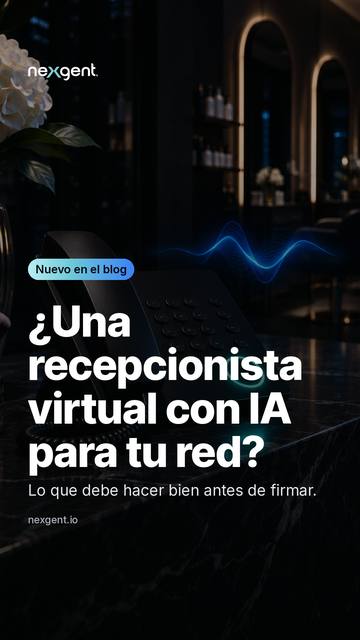 nexgent.
Nuevo en el blog
¿Una
recepcionista
virtual con IA
para tu red?
Lo que debe hacer bien antes de firmar.
nexgent.io